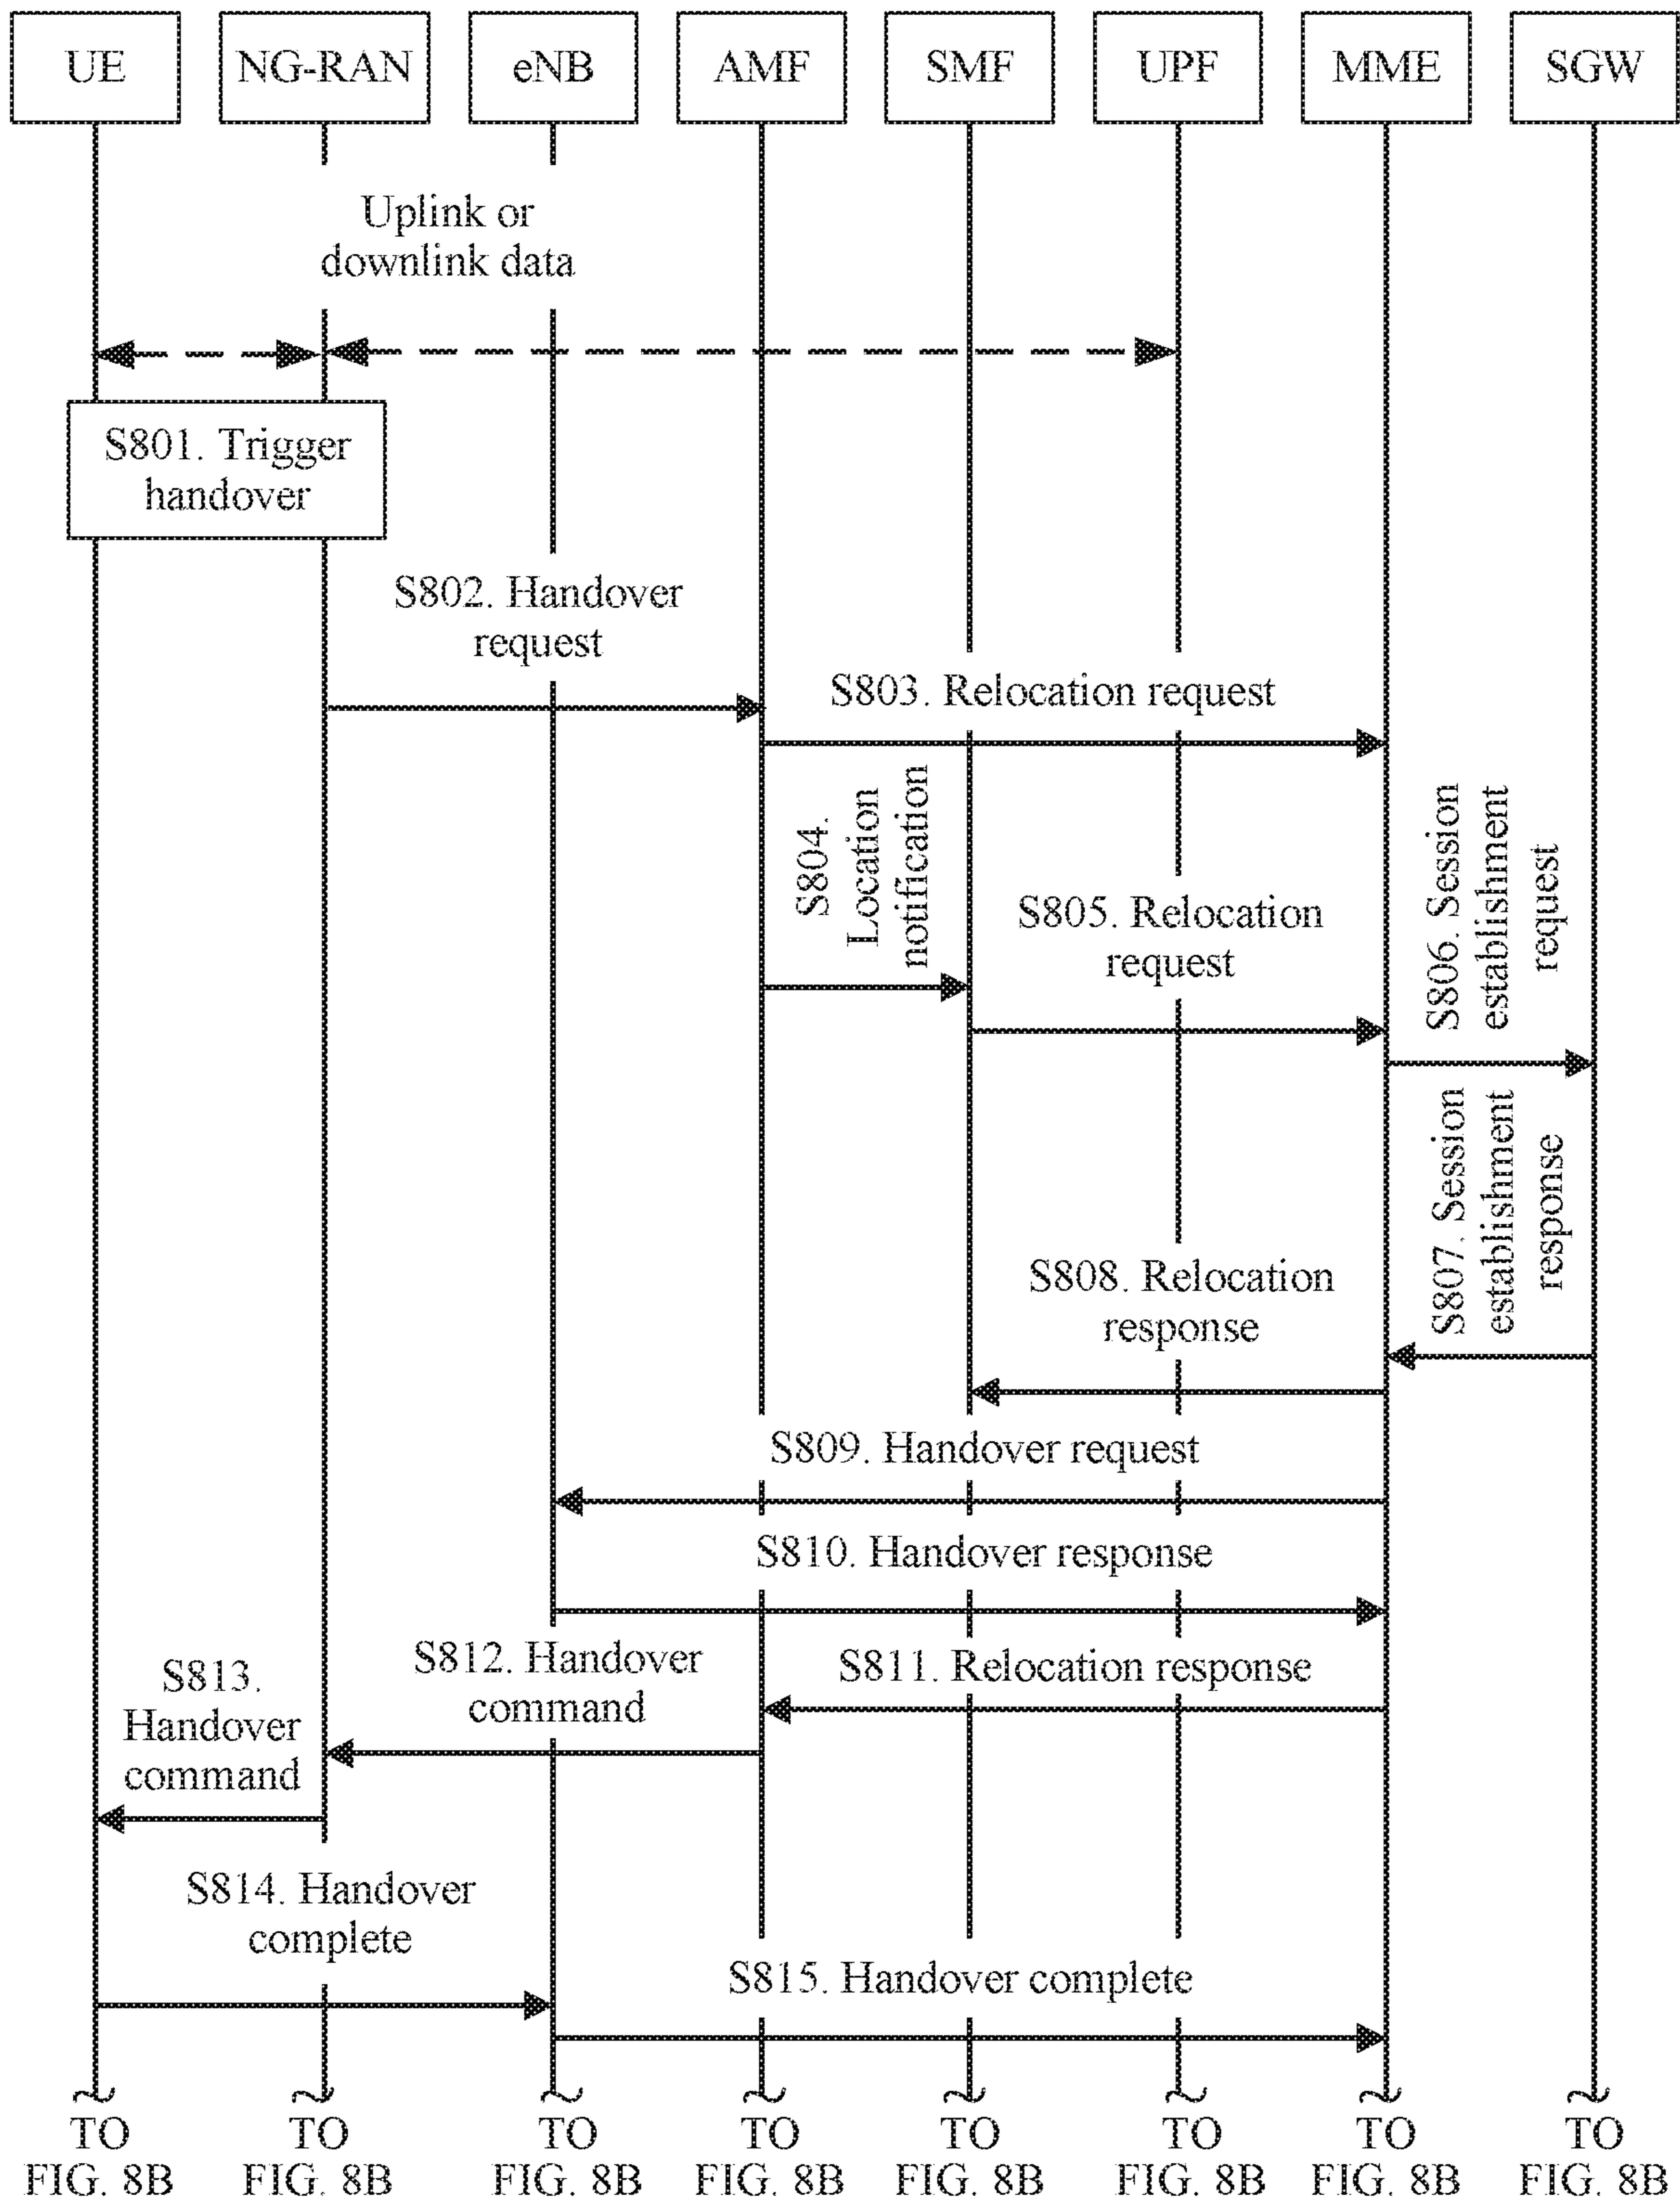 UE
NG-RAN
eNB
AMF
SMF
UPF
MME
SGW
Uplink or
downlink data
S801. Trigger
handover
S802. Handover
request
S803. Relocation request
S804.
Location
notification
S805. Relocation
request
S806. Session
establishment
request
S807. Session
establishment
response
S808. Relocation
response
S809. Handover request
S810. Handover response
S811. Relocation response
S812. Handover
command
S813.
Handover
command
S814. Handover
complete
S815. Handover complete
TO
FIG. 8B
TO
FIG. 8B
TO
FIG. 8B
TO
FIG. 8B
TO
FIG. 8B
TO
FIG. 8B
TO
FIG. 8B
TO
FIG. 8B